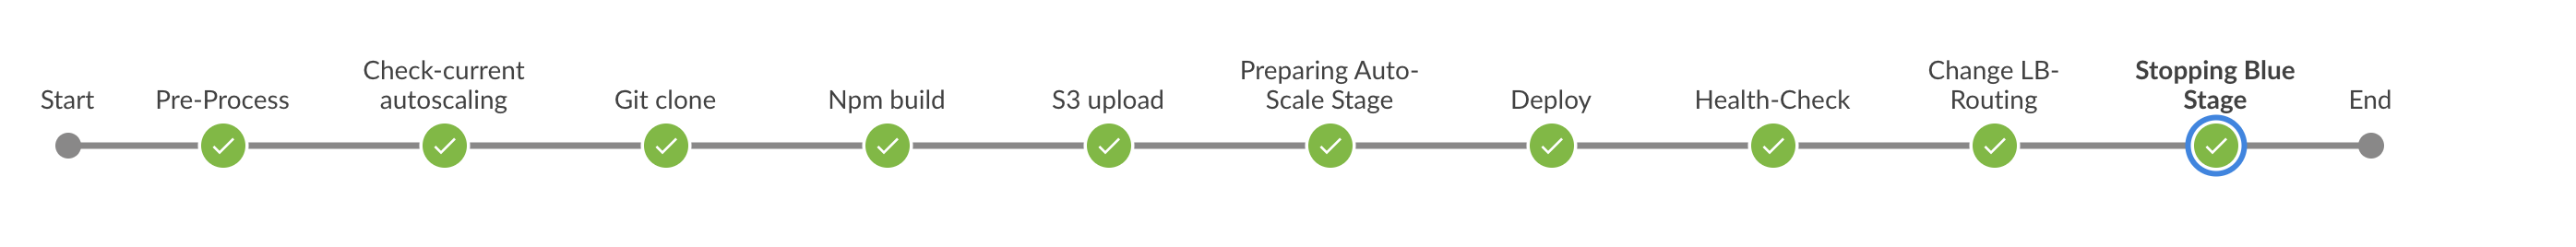 Start
Pre-Process
Check-current
autoscaling
Git clone
Npm build
S3 upload
Preparing Auto-
Scale Stage
Deploy
Health-Check
Change LB-
Routing
Stopping Blue
Stage
End